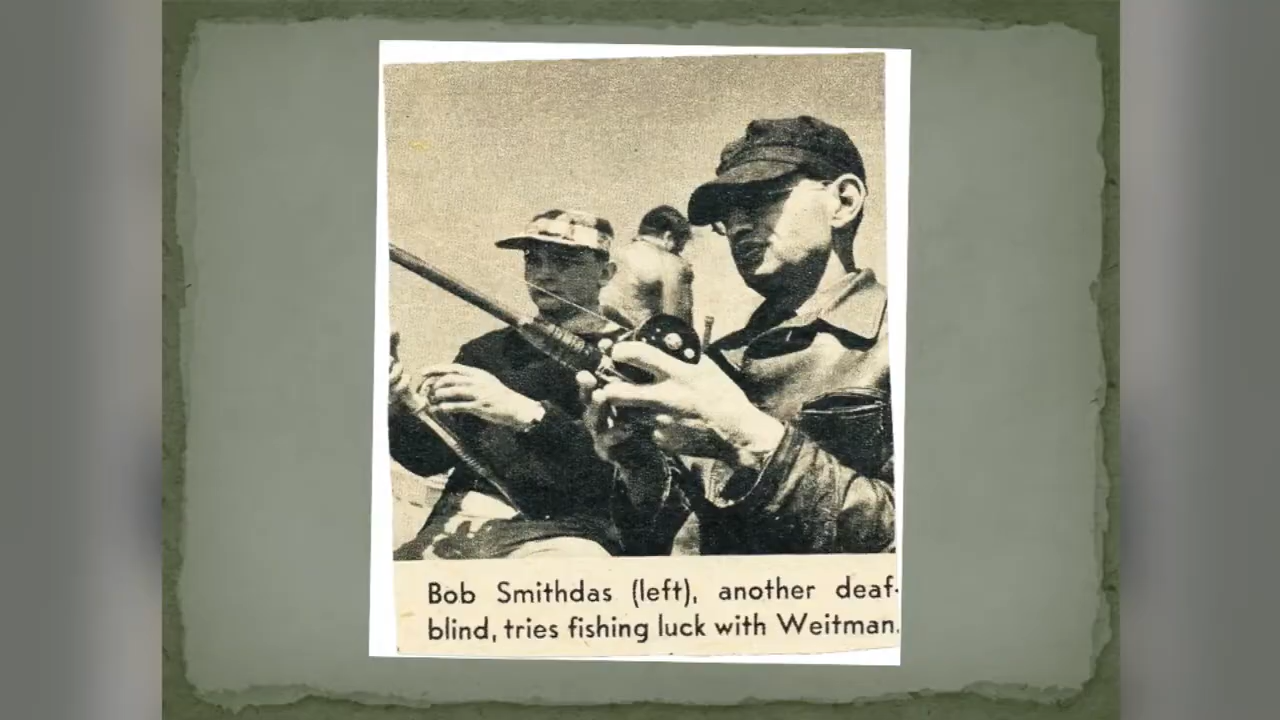 Bob Smithdas (left), another deaf-
blind, tries fishing luck with Weitman.